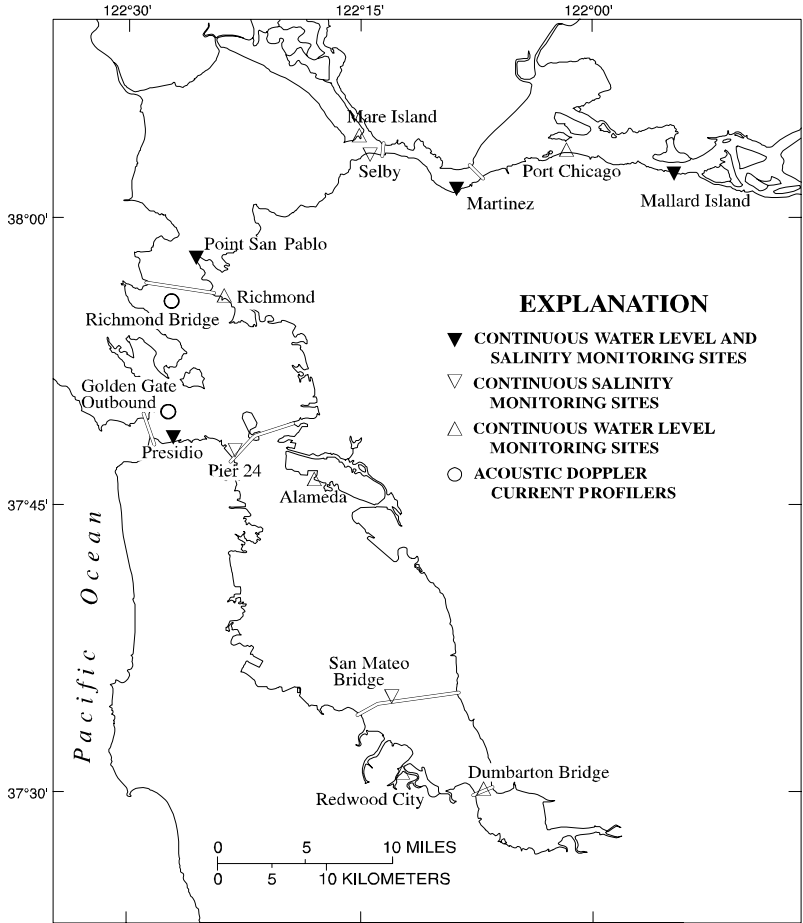 122°30' 122°15' 122°00'
Mare Island
Selby
Port Chicago
Martinez
Mallard Island
38°00'
Point San Pablo
Richmond
Richmond Bridge
EXPLANATION
CONTINUOUS WATER LEVEL AND
SALINITY MONITORING SITES
CONTINUOUS SALINITY
MONITORING SITES
CONTINUOUS WATER LEVEL
MONITORING SITES
ACOUSTIC DOPPLER
CURRENT PROFILERS
Golden Gate
Outbound
Presidio
Pier 24
Alameda
37°45'
Pacific Ocean
San Mateo
Bridge
Dumbarton Bridge
37°30'
Redwood City
0 5 10 MILES
0 5 10 KILOMETERS